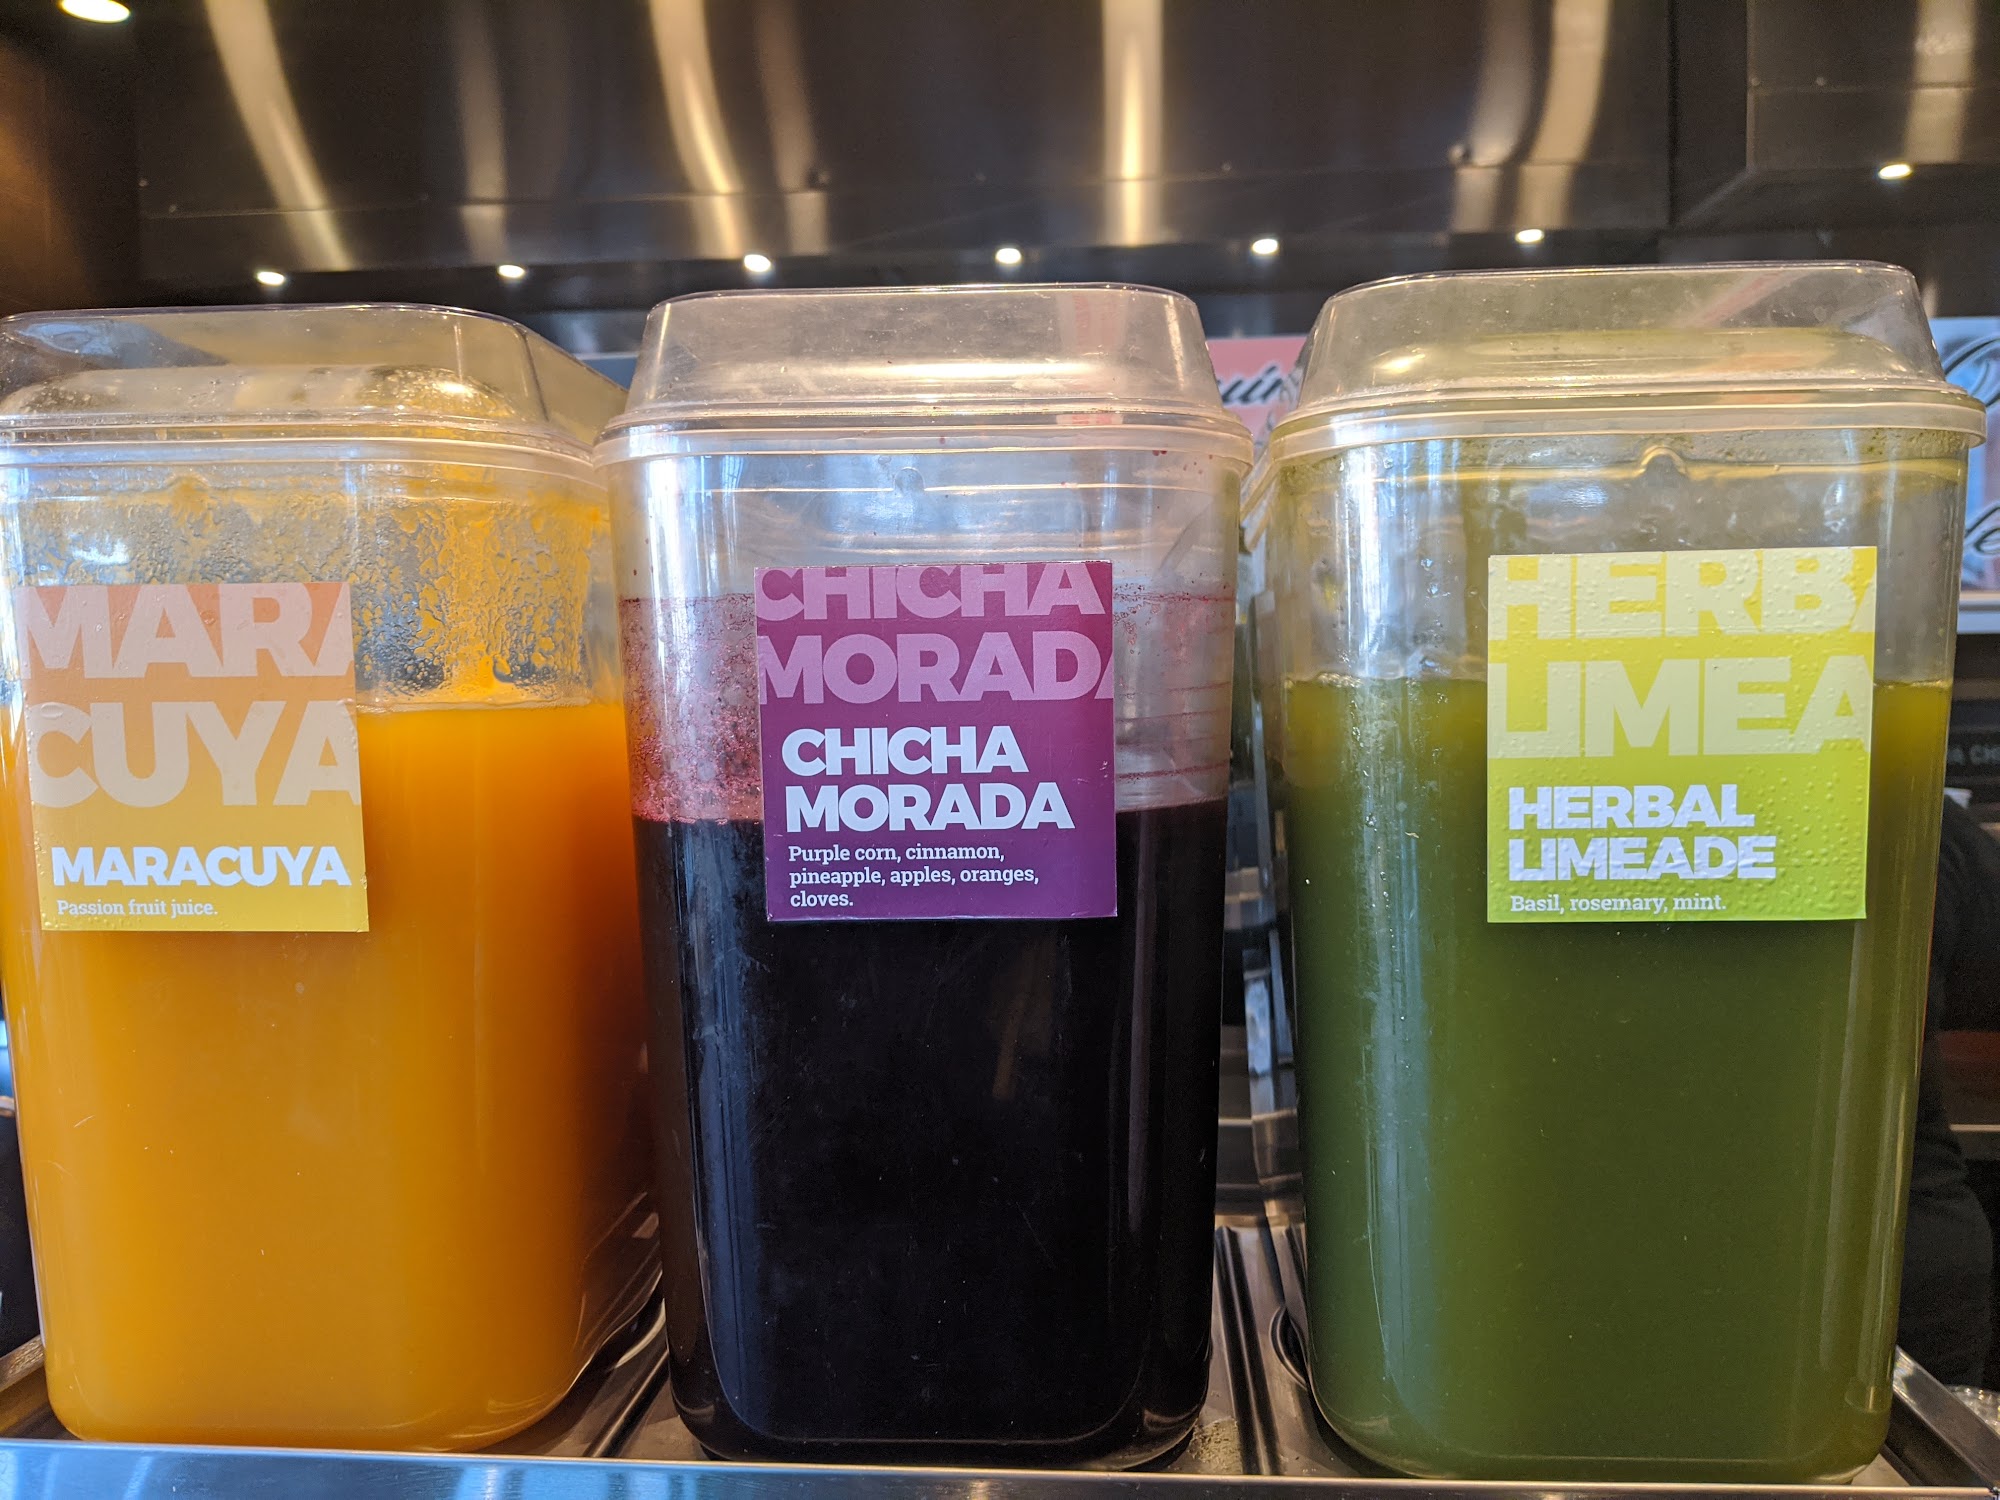 MARA
CUYA
MARACUYA
Passion fruit juice.
CHICHA
MORADA
CHICHA
MORADA
Purple corn, cinnamon,
pineapple, apples, oranges,
cloves.
HERBA
LIMEA
HERBAL
LIMEADE
Basil, rosemary, mint.